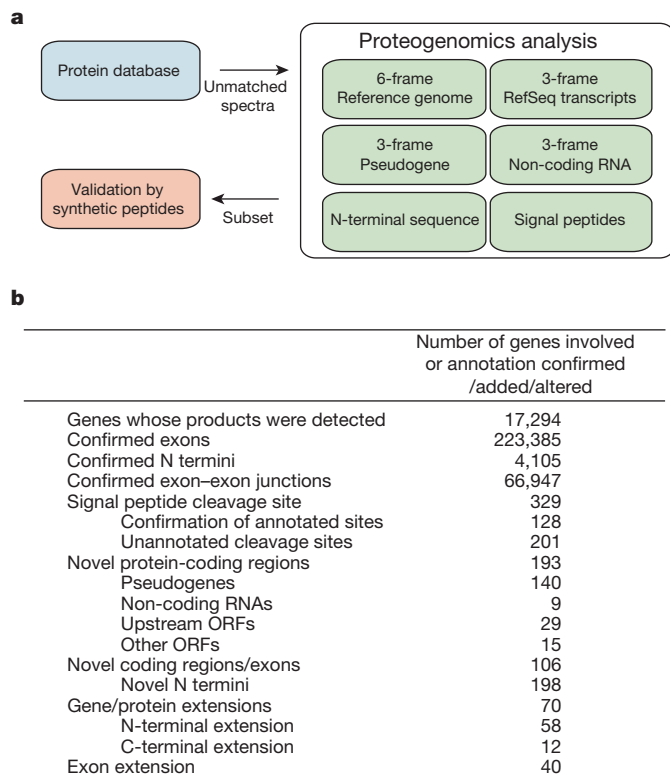 a
Proteogenomics analysis
Protein database
Unmatched
spectra
6-frame
Reference genome
3-frame
RefSeq transcripts
3-frame
Pseudogene
3-frame
Non-coding RNA
Validation by
synthetic peptides
Subset
N-terminal sequence
Signal peptides
b
Number of genes involved
or annotation confirmed
/added/altered
Genes whose products were detected 17,294
Confirmed exons 223,385
Confirmed N termini 4,105
Confirmed exon–exon junctions 66,947
Signal peptide cleavage site 329
Confirmation of annotated sites 128
Unannotated cleavage sites 201
Novel protein-coding regions 193
Pseudogenes 140
Non-coding RNAs 9
Upstream ORFs 29
Other ORFs 15
Novel coding regions/exons 106
Novel N termini 198
Gene/protein extensions 70
N-terminal extension 58
C-terminal extension 12
Exon extension 40